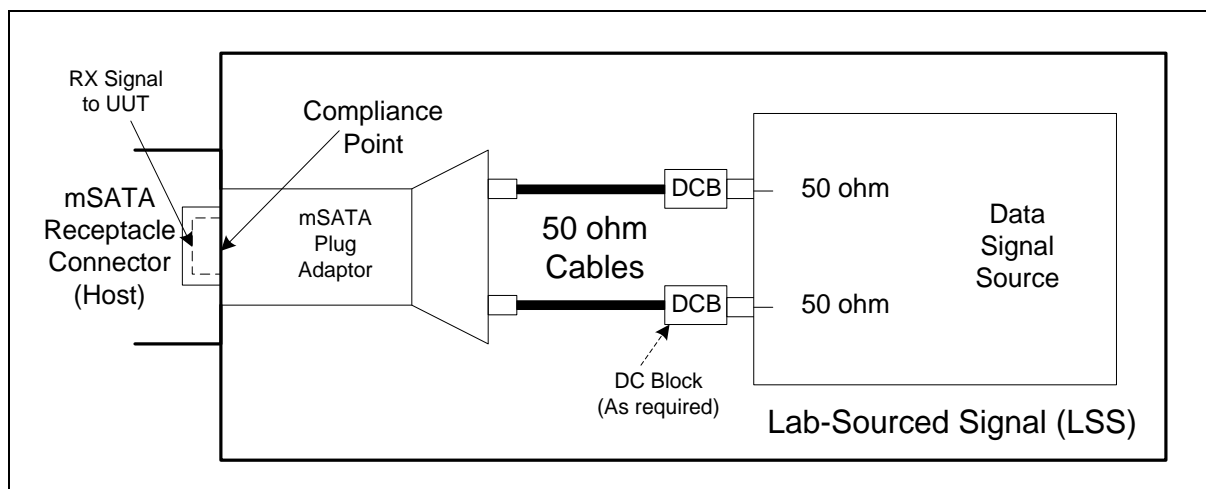 RX Signal
to UUT
Compliance
Point
mSATA
Receptacle
Connector
(Host)
mSATA
Plug
Adaptor
50 ohm
Cables
DCB
DCB
50 ohm
50 ohm
Data
Signal
Source
DC Block
(As required)
Lab-Sourced Signal (LSS)